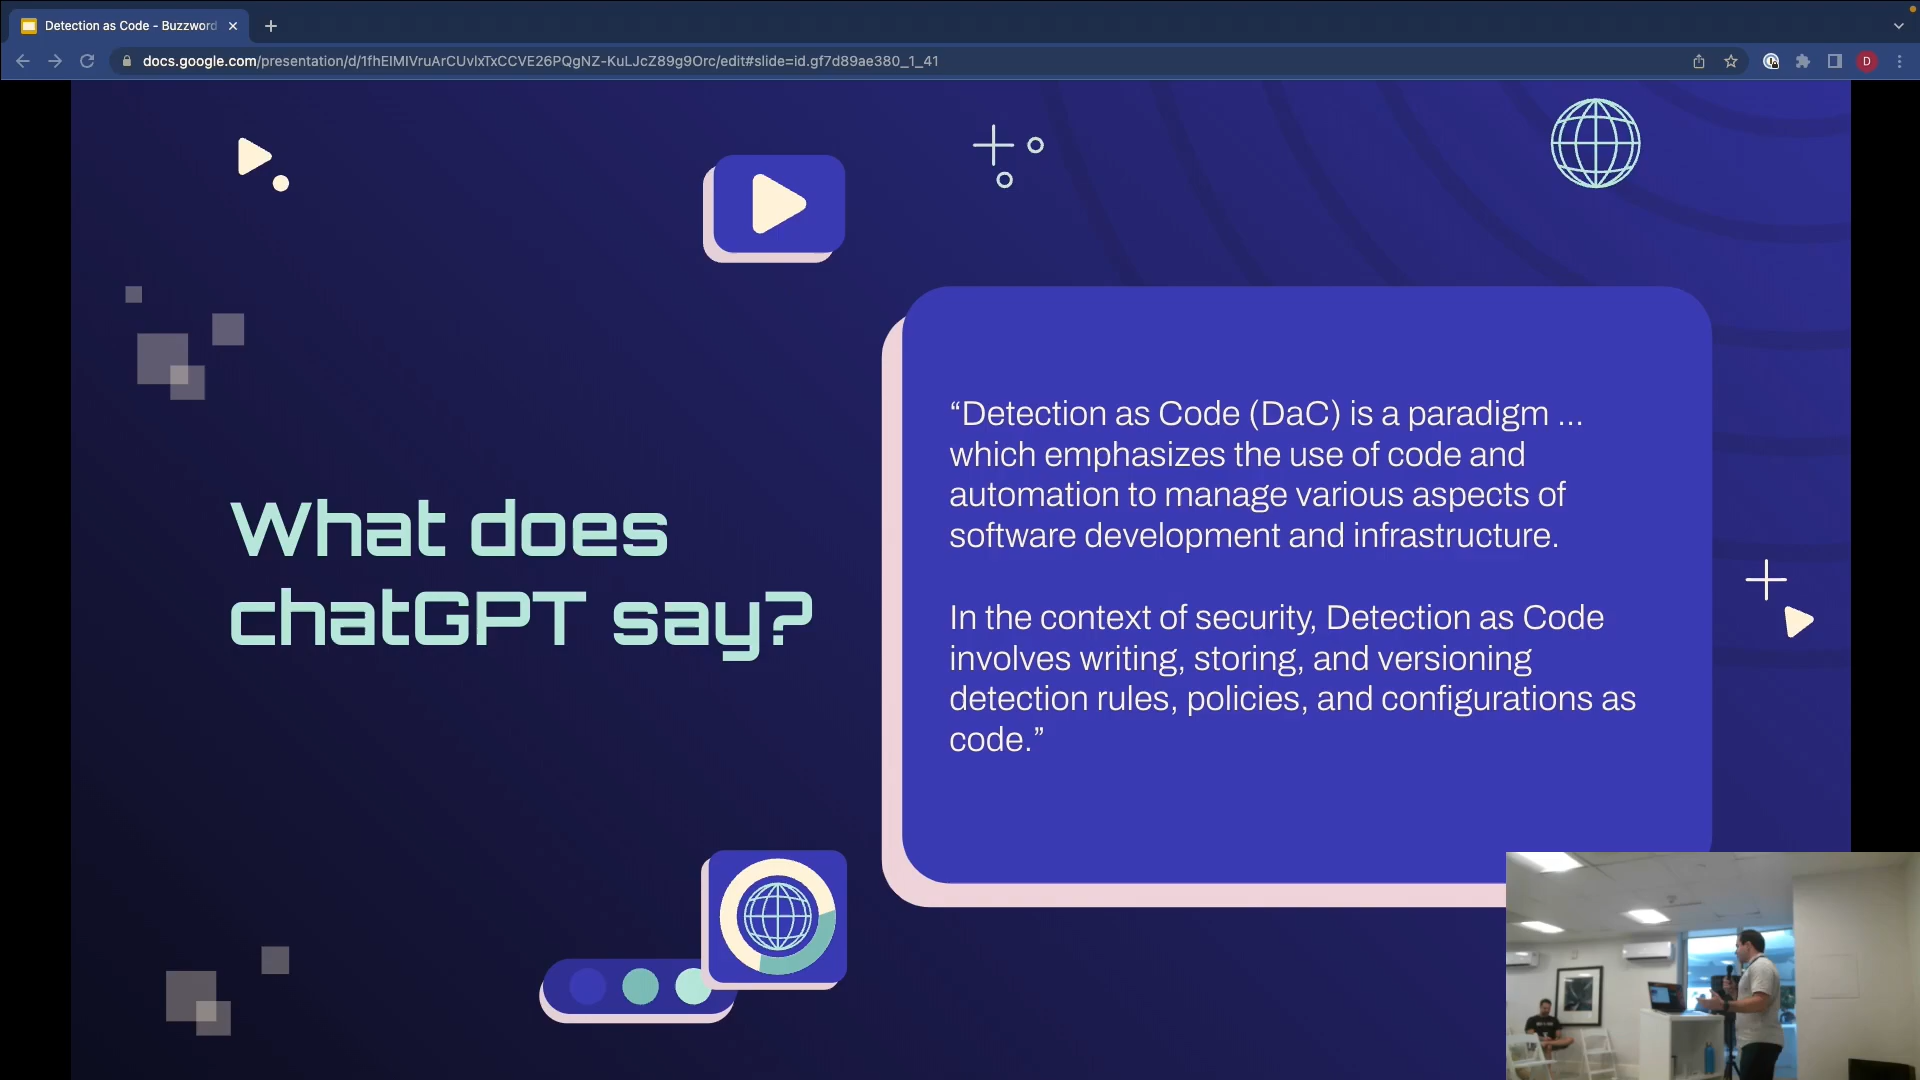 Detection as Code - Buzzword
docs.google.com/presentation/d/1fhEIMIVruArCUvlxTxCCVE26PQgNZ-KuLJcZ89g9Orc/edit#slide=id.gf7d89ae380_1_41
D
What does
chatGPT say?
“Detection as Code (DaC) is a paradigm ...
which emphasizes the use of code and
automation to manage various aspects of
software development and infrastructure.
In the context of security, Detection as Code
involves writing, storing, and versioning
detection rules, policies, and configurations as
code.”